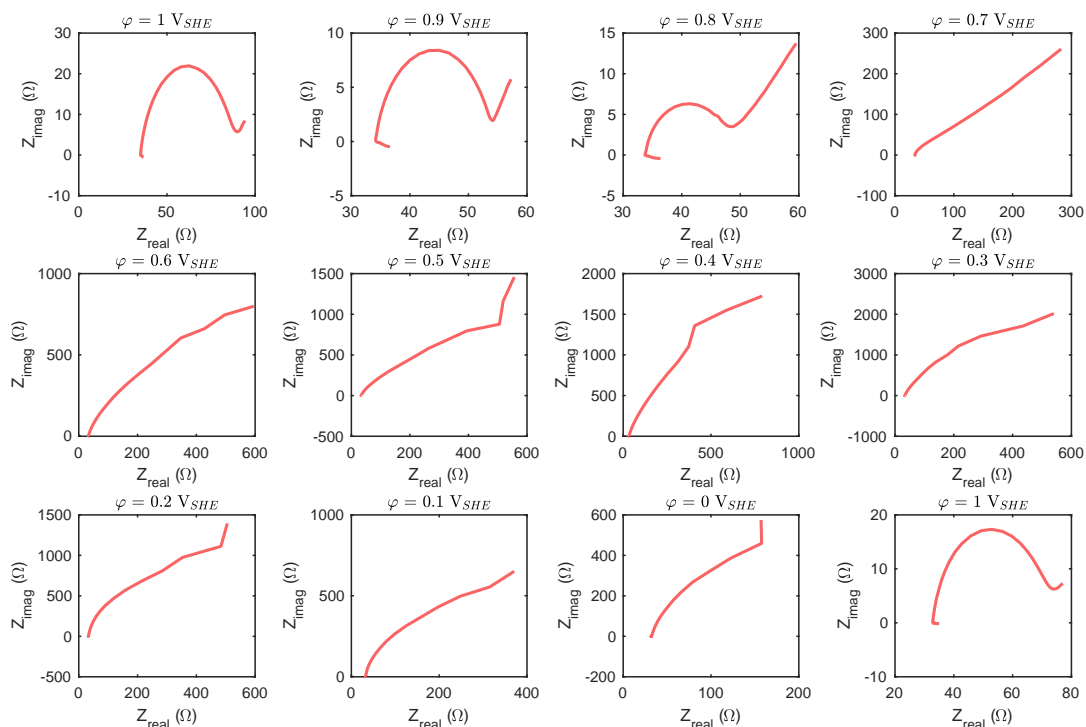 φ = 1 V_SHE
φ = 0.9 V_SHE
φ = 0.8 V_SHE
φ = 0.7 V_SHE
Z_imag (Ω)
30
20
10
0
-10
0
50
100
Z_real (Ω)
Z_imag (Ω)
10
5
0
-5
30
40
50
60
Z_real (Ω)
Z_imag (Ω)
15
10
5
0
-5
30
40
50
60
Z_real (Ω)
Z_imag (Ω)
300
200
100
0
-100
0
100
200
300
Z_real (Ω)
φ = 0.6 V_SHE
φ = 0.5 V_SHE
φ = 0.4 V_SHE
φ = 0.3 V_SHE
Z_imag (Ω)
1000
500
0
0
200
400
600
Z_real (Ω)
Z_imag (Ω)
1500
1000
500
0
-500
0
200
400
600
Z_real (Ω)
Z_imag (Ω)
2000
1500
1000
500
0
0
500
1000
Z_real (Ω)
Z_imag (Ω)
3000
2000
1000
0
-1000
0
200
400
600
Z_real (Ω)
φ = 0.2 V_SHE
φ = 0.1 V_SHE
φ = 0 V_SHE
φ = 1 V_SHE
Z_imag (Ω)
1500
1000
500
0
-500
0
200
400
600
Z_real (Ω)
Z_imag (Ω)
1000
500
0
0
200
400
Z_real (Ω)
Z_imag (Ω)
600
400
200
0
-200
0
100
200
Z_real (Ω)
Z_imag (Ω)
20
10
0
-10
20
40
60
80
Z_real (Ω)